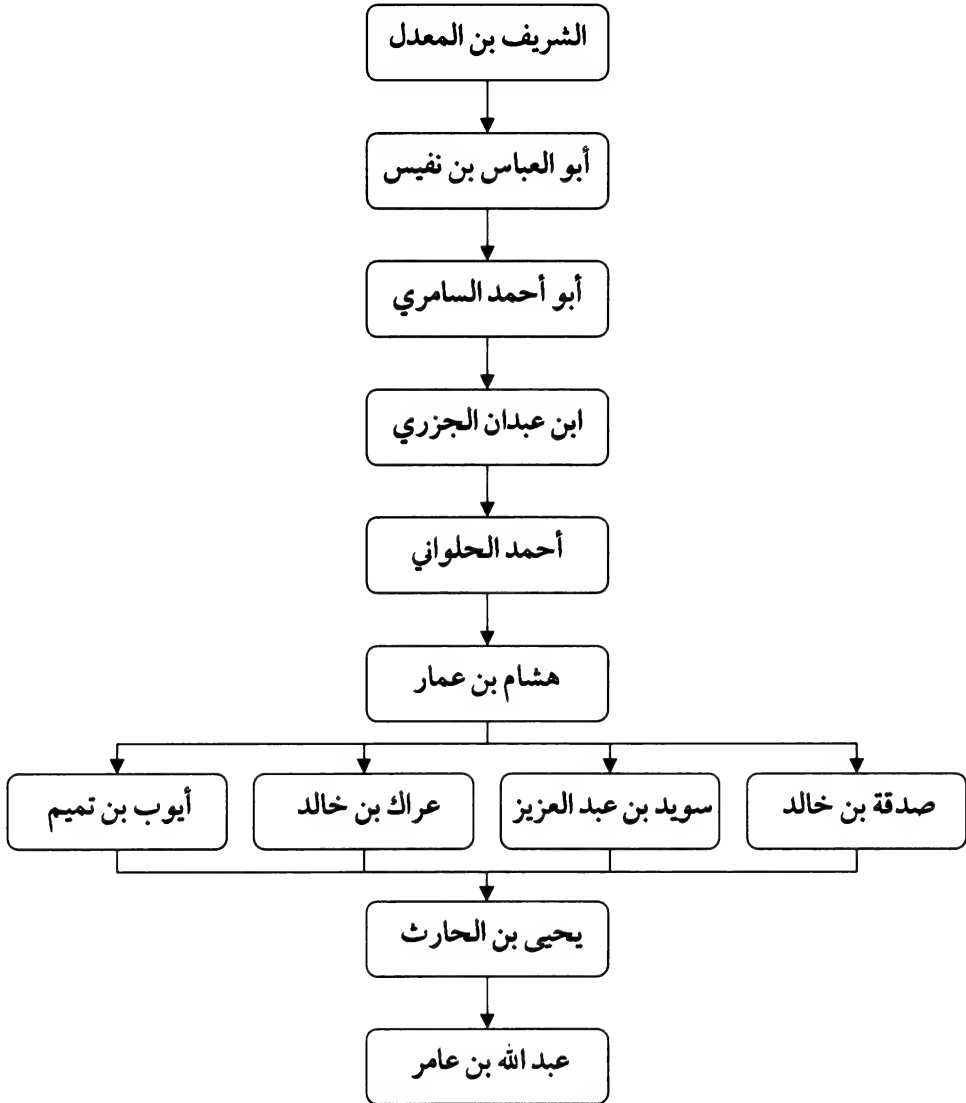 الشريف بن المعدل
أبو العباس بن نفيس
أبو أحمد السامري
ابن عبدان الجزري
أحمد الحلواني
هشام بن عمار
صدقة بن خالد
سويد بن عبد العزيز
عراك بن خالد
أيوب بن تميم
يحيى بن الحارث
عبد الله بن عامر